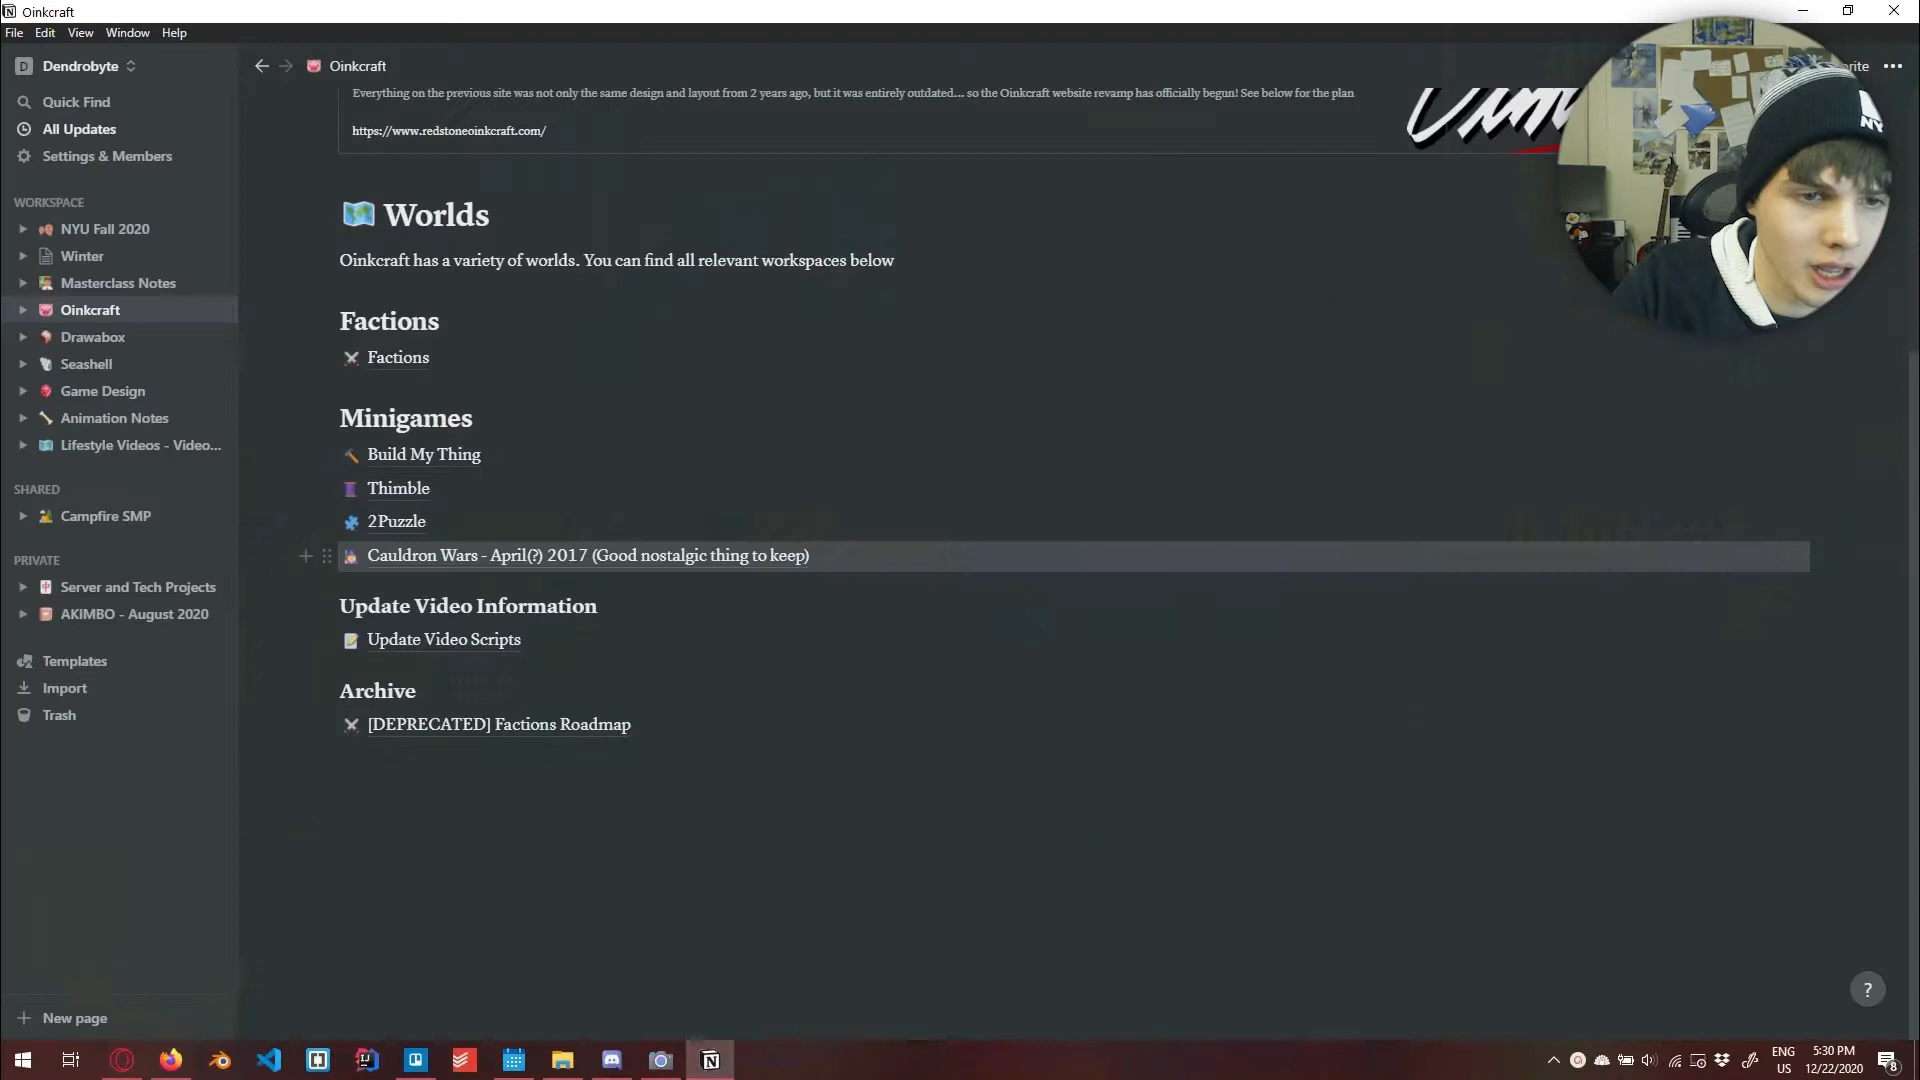 Oinkcraft
File Edit View Window Help
D Dendrobyte
Oinkcraft
Quick Find
All Updates
Settings & Members
WORKSPACE
NYU Fall 2020
Winter
Masterclass Notes
Oinkcraft
Drawabox
Seashell
Game Design
Animation Notes
Lifestyle Videos - Video...
SHARED
Campfire SMP
PRIVATE
Server and Tech Projects
AKIMBO - August 2020
Templates
Import
Trash
New page
Everything on the previous site was not only the same design and layout from 2 years ago, but it was entirely outdated... so the Oinkcraft website revamp has officially begun! See below for the plan
https://www.redstoneoinkcraft.com/
Worlds
Oinkcraft has a variety of worlds. You can find all relevant workspaces below
Factions
Factions
Minigames
Build My Thing
Thimble
2Puzzle
Cauldron Wars - April(?) 2017 (Good nostalgic thing to keep)
Update Video Information
Update Video Scripts
Archive
[DEPRECATED] Factions Roadmap
NY
?
ENG
US
5:30 PM
12/22/2020
8